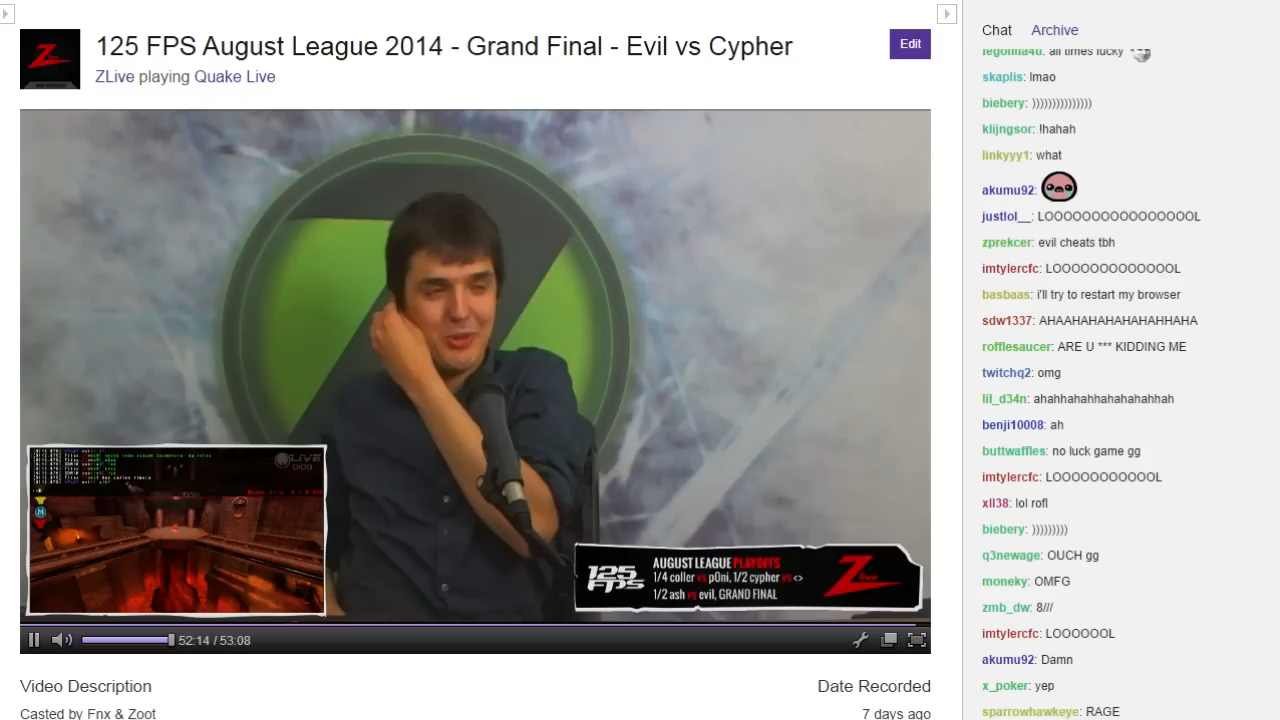 125 FPS August League 2014 - Grand Final - Evil vs Cypher
ZLive playing Quake Live
Edit
LIVE
0:00
125
FPS
AUGUST LEAGUE PLAYOFFS
1/4 coller vs p0ni, 1/2 cypher vs <>
1/2 ash vs evil, GRAND FINAL
52:14 / 53:08
Video Description
Date Recorded
Casted by Fnx & Zoot
7 days ago
Chat Archive
all times lucky
skaplis: lmao
biebery: )))))))))))))))
klijngsor: !hahah
linkyyy1: what
akumu92:
justlol__: LOOOOOOOOOOOOOOOOL
zprekcer: evil cheats tbh
imtylercfc: LOOOOOOOOOOOOOL
basbaas: i'll try to restart my browser
sdw1337: AHAAHAHAHAHAHAHHAHA
rofflesaucer: ARE U *** KIDDING ME
twitchq2: omg
lil_d34n: ahahhahahhahahahahhah
benji10008: ah
buttwaffles: no luck game gg
imtylercfc: LOOOOOOOOOOOL
xll38: lol rofl
biebery: )))))))))
q3newage: OUCH gg
moneky: OMFG
zmb_dw: 8///
imtylercfc: LOOOOOOL
akumu92: Damn
x_poker: yep
sparrowhawkeye: RAGE